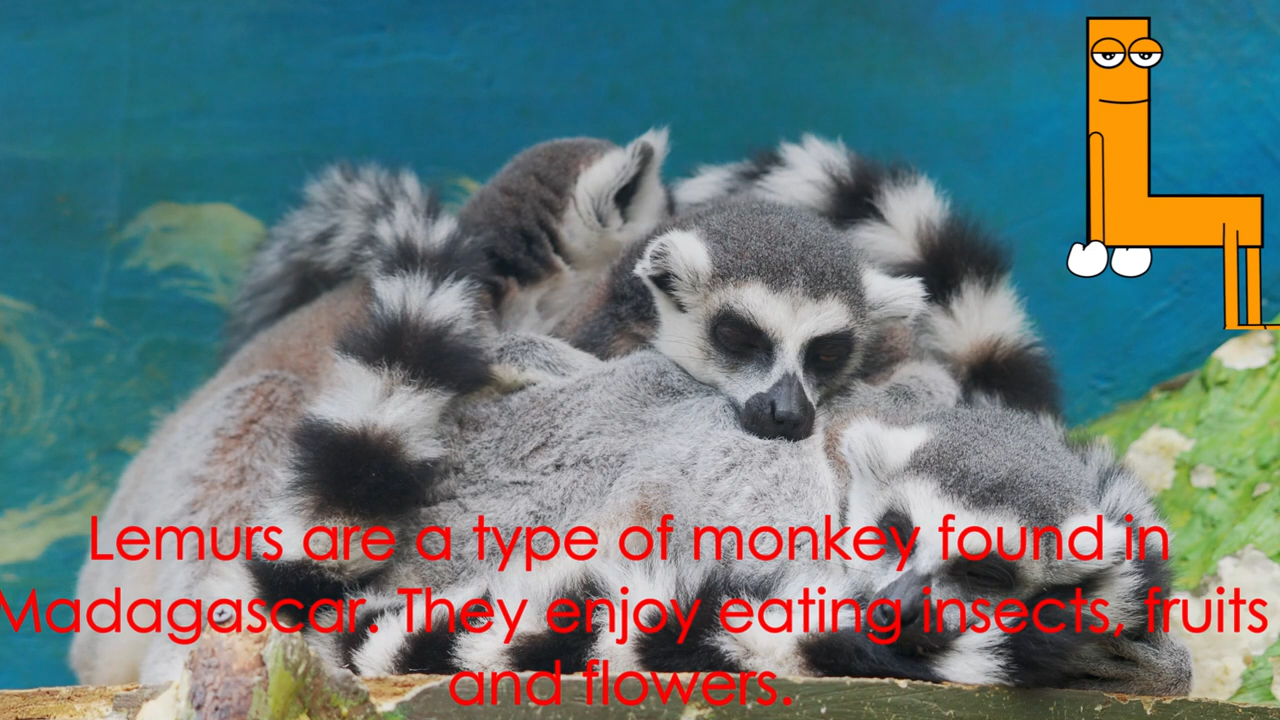 Lemurs are a type of monkey found in
Madagascar. They enjoy eating insects, fruits
and flowers.